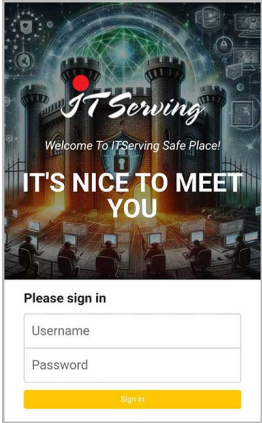 ITServing
Welcome To ITServing Safe Place!
IT'S NICE TO MEET
YOU
Please sign in
Username
Password
Sign in